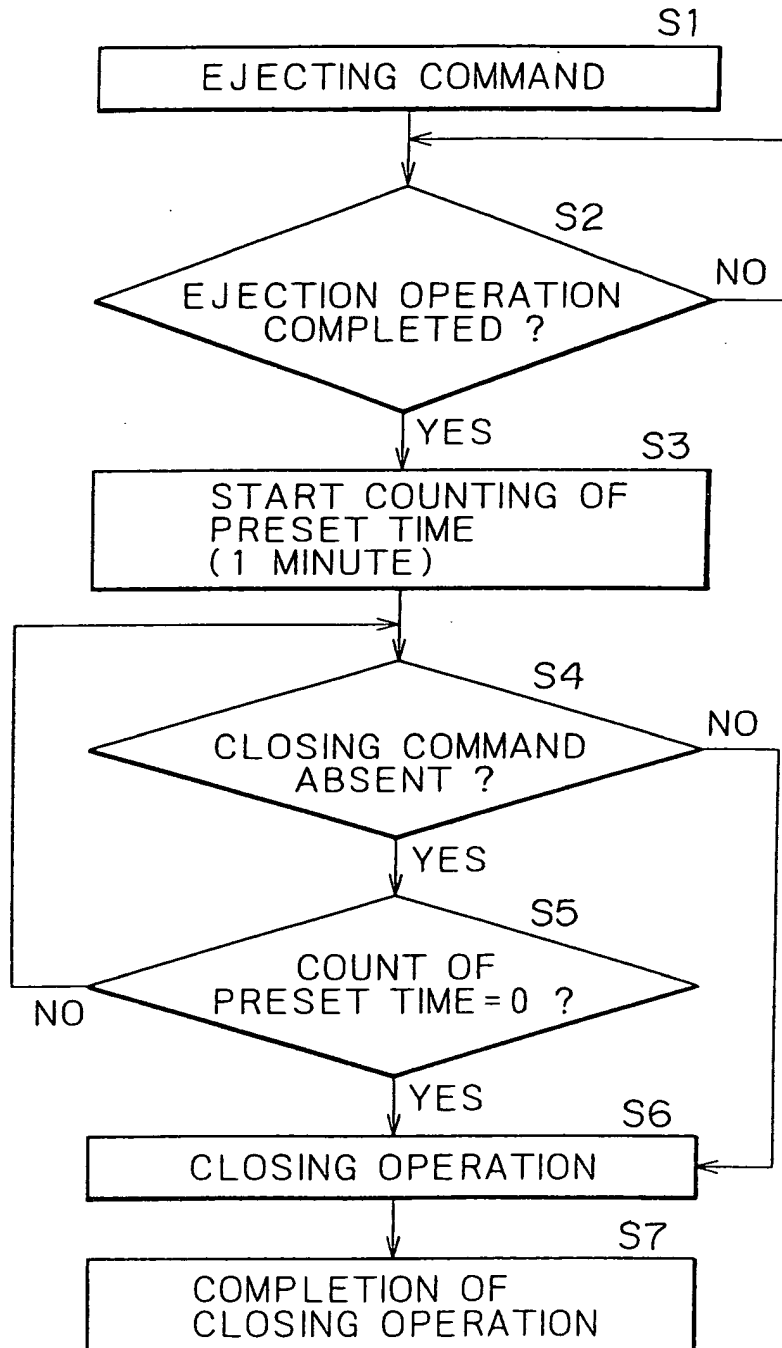 S1
EJECTING COMMAND
S2
EJECTION OPERATION
COMPLETED ?
NO
YES
S3
START COUNTING OF
PRESET TIME
(1 MINUTE)
S4
CLOSING COMMAND
ABSENT ?
NO
YES
S5
COUNT OF
PRESET TIME=0 ?
NO
YES
S6
CLOSING OPERATION
S7
COMPLETION OF
CLOSING OPERATION